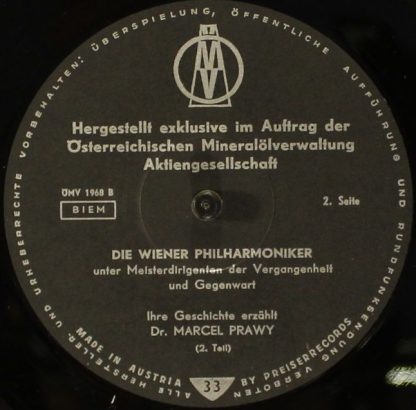 ALLE HERSTELLER- UND URHEBERRECHTE VORBEHALTEN: ÜBERSPIELUNG, ÖFFENTLICHE AUFFÜHRUNG UND RUNDFUNKSENDUNG VERBOTEN
Hergestellt exklusive im Auftrag der
Österreichischen Mineralölverwaltung
Aktiengesellschaft
ÖMV 1968 B
BIEM
2. Seite
DIE WIENER PHILHARMONIKER
unter Meisterdirigenten der Vergangenheit
und Gegenwart
Ihre Geschichte erzählt
Dr. MARCEL PRAWY
(2. Teil)
MADE IN AUSTRIA 33 BY PREISERRECORDS